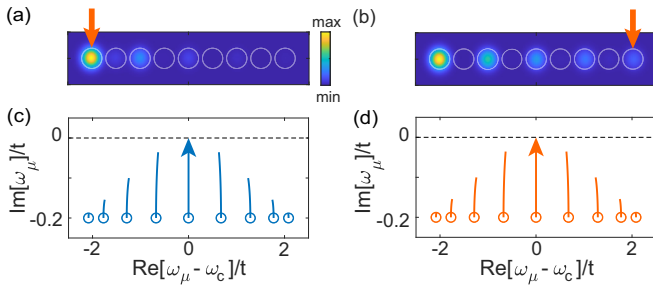 (a)
max
min
(b)
(c)
0
-0.2
Im[ω_μ]/t
-2 0 2
Re[ω_μ - ω_c]/t
(d)
0
-0.2
Im[ω_μ]/t
-2 0 2
Re[ω_μ - ω_c]/t